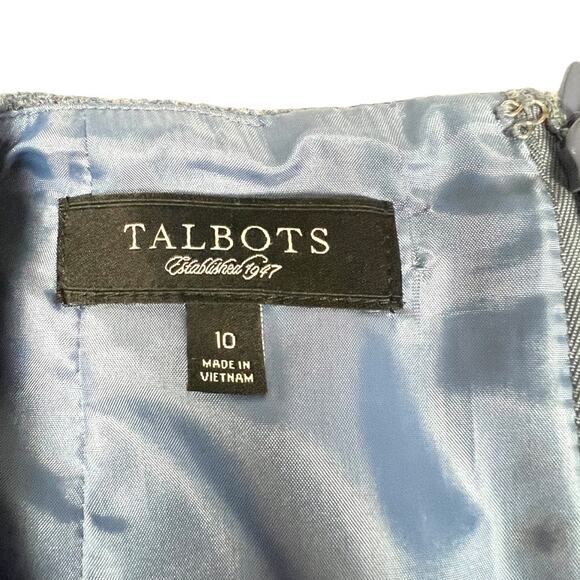 TALBOTS
Established 1947
10
MADE IN
VIETNAM